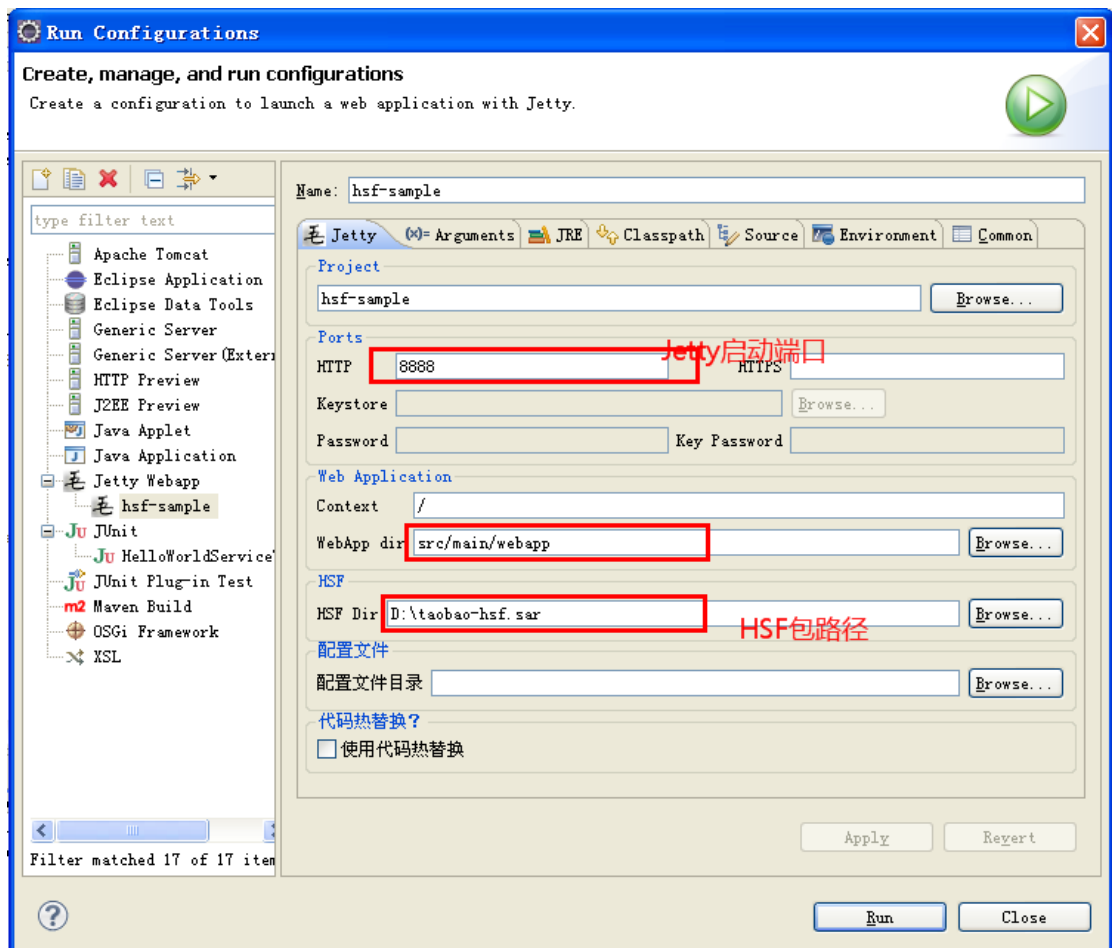 Run Configurations
Create, manage, and run configurations
Create a configuration to launch a web application with Jetty.
type filter text
Apache Tomcat
Eclipse Application
Eclipse Data Tools
Generic Server
Generic Server(Extern
HTTP Preview
J2EE Preview
Java Applet
Java Application
Jetty Webapp
hsf-sample
JUnit
HelloWorldService
JUnit Plug-in Test
Maven Build
OSGi Framework
XSL
Filter matched 17 of 17 item
Name: hsf-sample
Jetty (x)= Arguments JRE Classpath Source Environment Common
Project
hsf-sample Browse...
Ports
Jetty启动端口
HTTP 8888 HTTPS
Keystore Browse...
Password Key Password
Web Application
Context /
WebApp dir src/main/webapp Browse...
HSF
HSF Dir D:\taobao-hsf.sar Browse...
HSF包路径
配置文件
配置文件目录 Browse...
代码热替换?
使用代码热替换
Apply Revert
Run Close